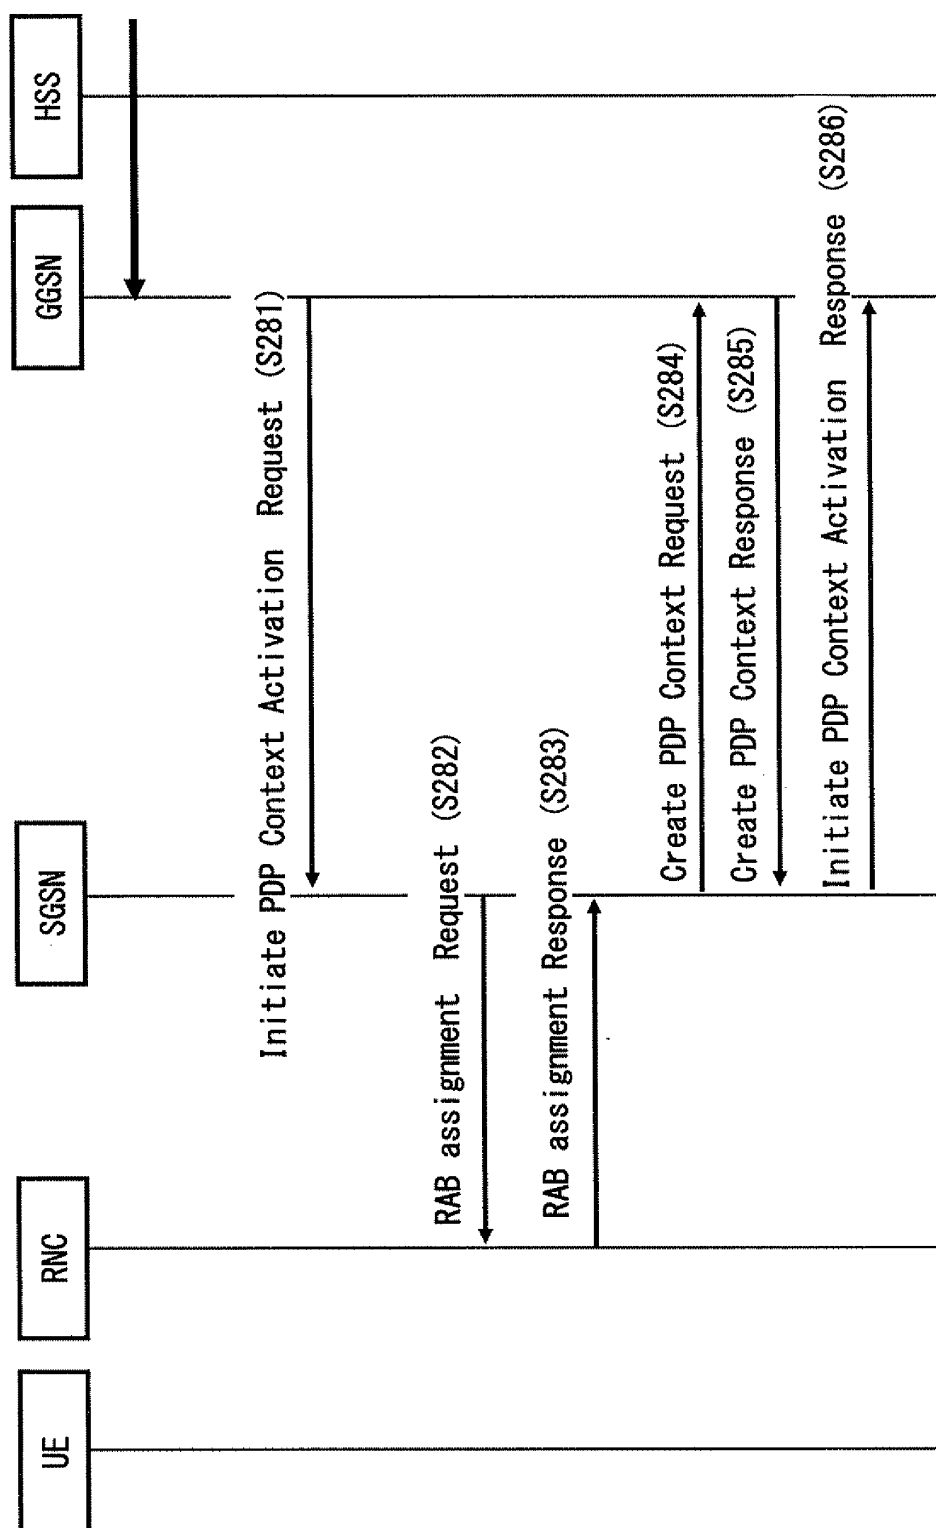 UE
RNC
SGSN
GGSN
HSS
Initiate PDP Context Activation Request (S281)
RAB assignment Request (S282)
RAB assignment Response (S283)
Create PDP Context Request (S284)
Create PDP Context Response (S285)
Initiate PDP Context Activation Response (S286)